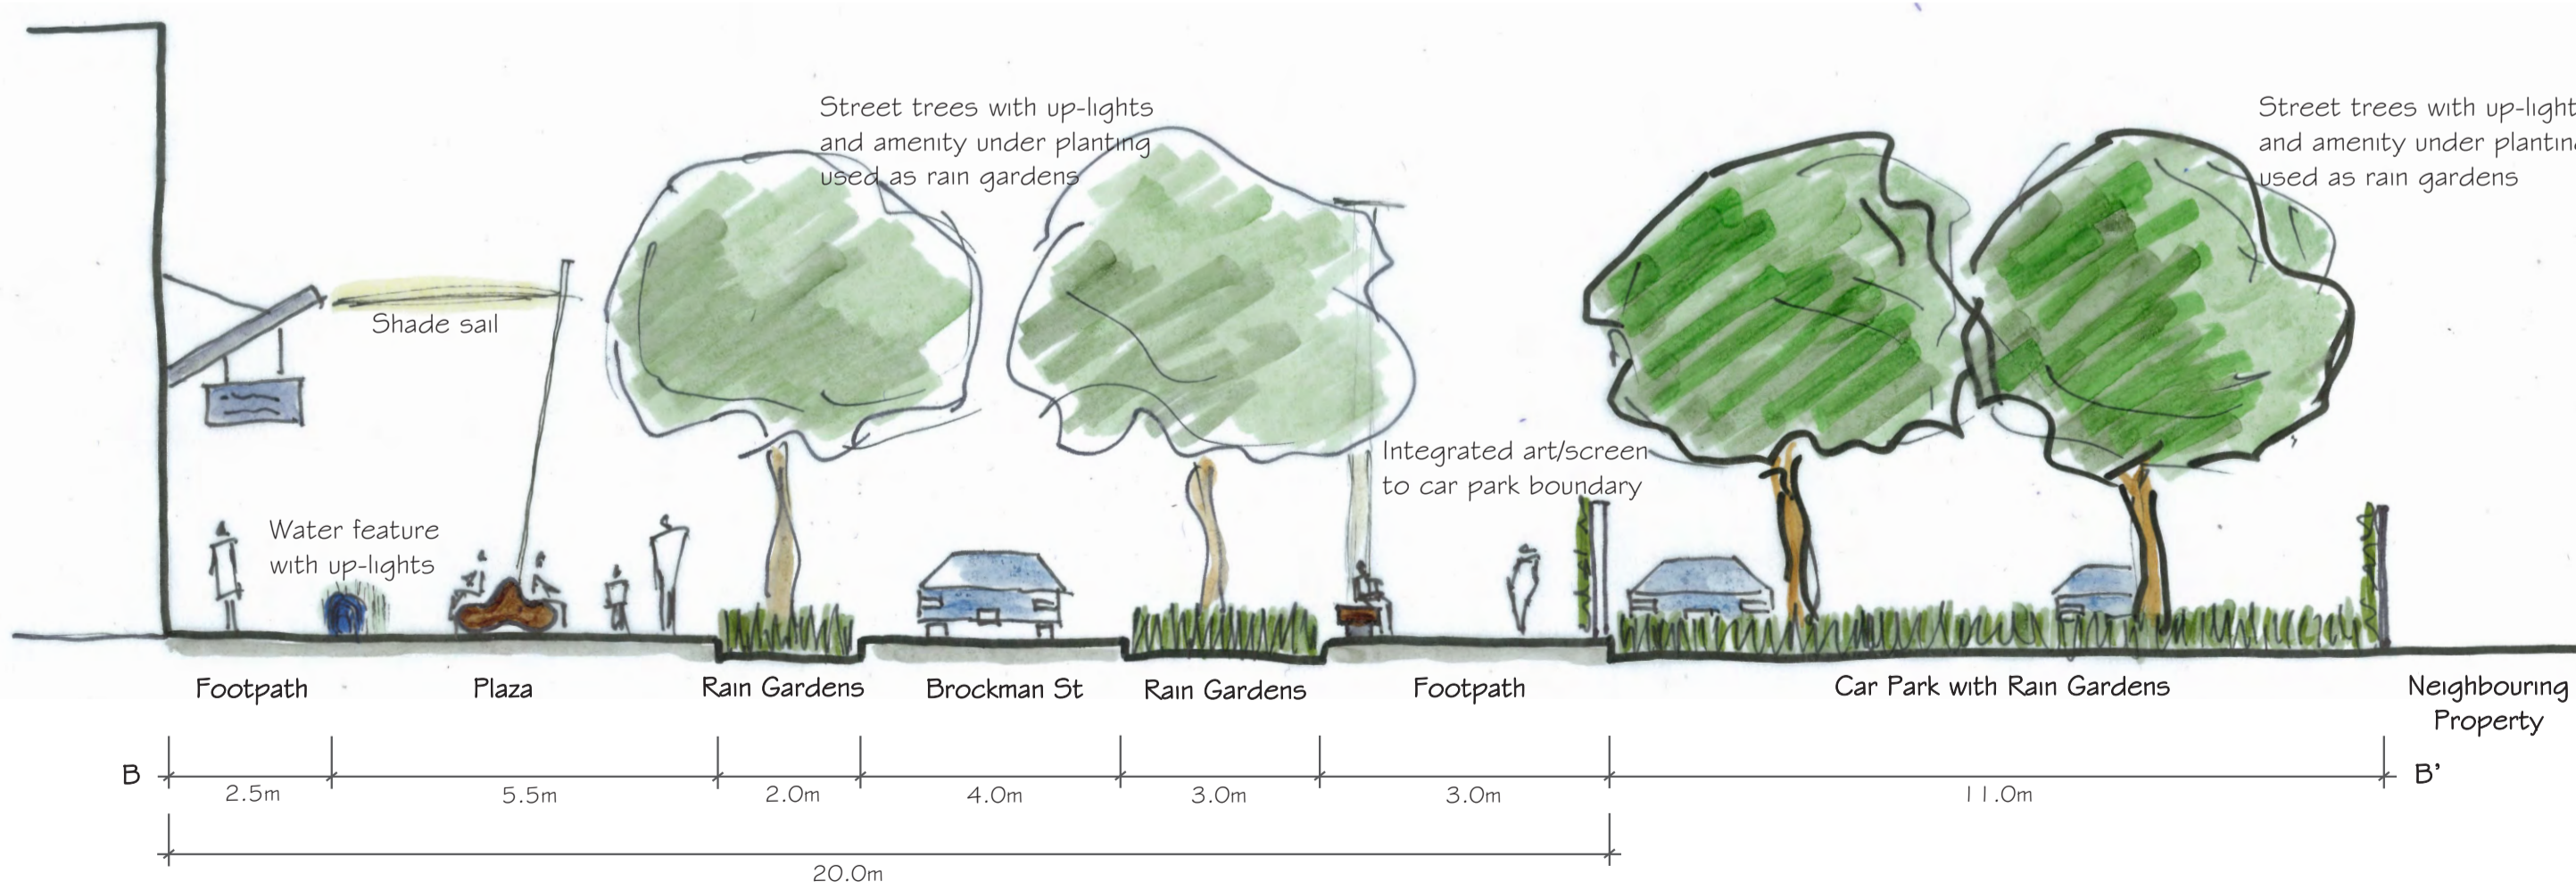 Street trees with up-lights
and amenity under planting
used as rain gardens
Street trees with up-light
and amenity under plantin
used as rain gardens
Shade sail
Integrated art/screen
to car park boundary
Water feature
with up-lights
Footpath
Plaza
Rain Gardens
Brockman St
Rain Gardens
Footpath
Car Park with Rain Gardens
Neighbouring
Property
B
B'
2.5m
5.5m
2.0m
4.0m
3.0m
3.0m
11.0m
20.0m